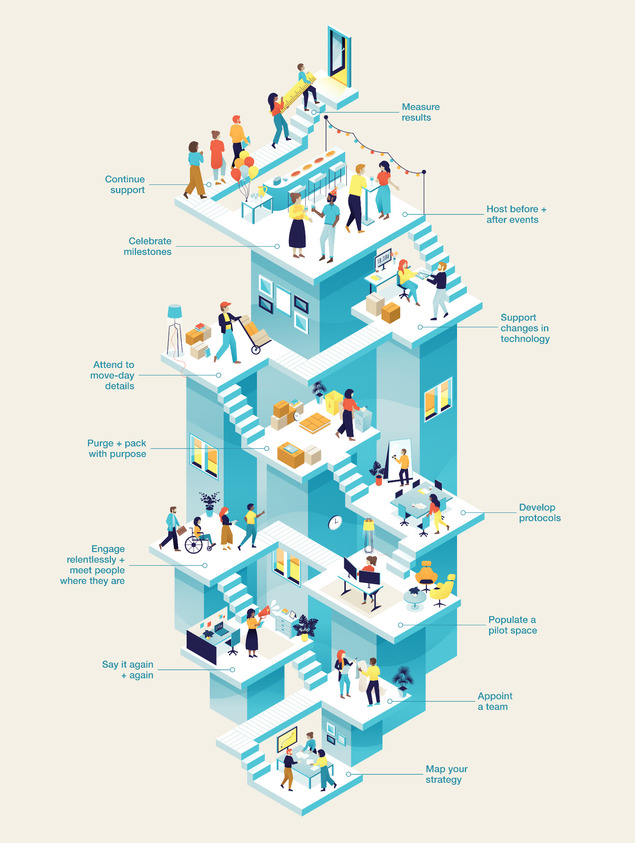 Measure
results
Continue
support
Host before +
after events
Celebrate
milestones
Support
changes in
technology
Attend to
move-day
details
Purge + pack
with purpose
Develop
protocols
Engage
relentlessly +
meet people
where they are
Populate a
pilot space
Say it again
+ again
Appoint
a team
Map your
strategy